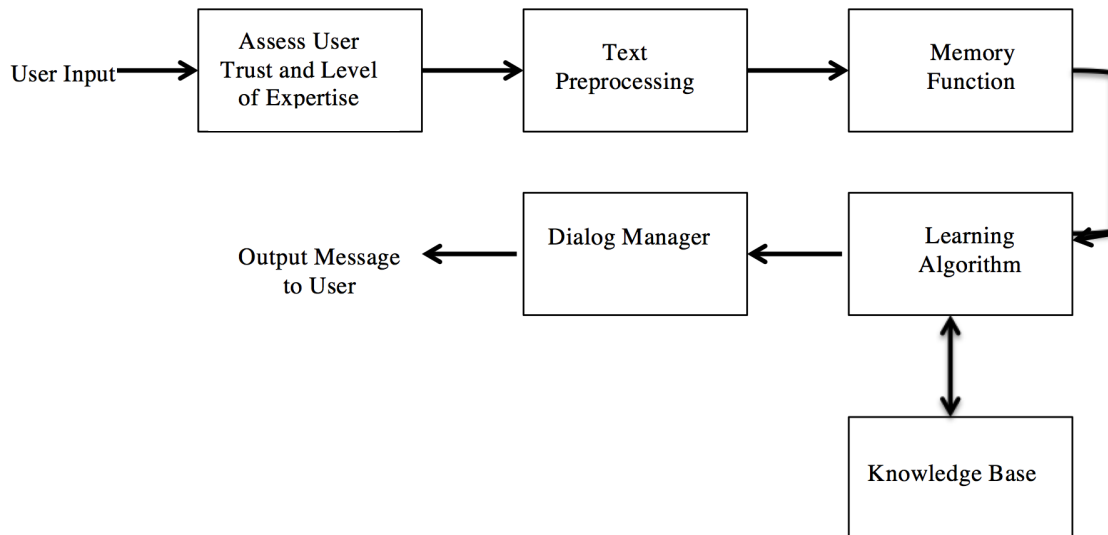 User Input
Assess User
Trust and Level
of Expertise
Text
Preprocessing
Memory
Function
Output Message
to User
Dialog Manager
Learning
Algorithm
Knowledge Base